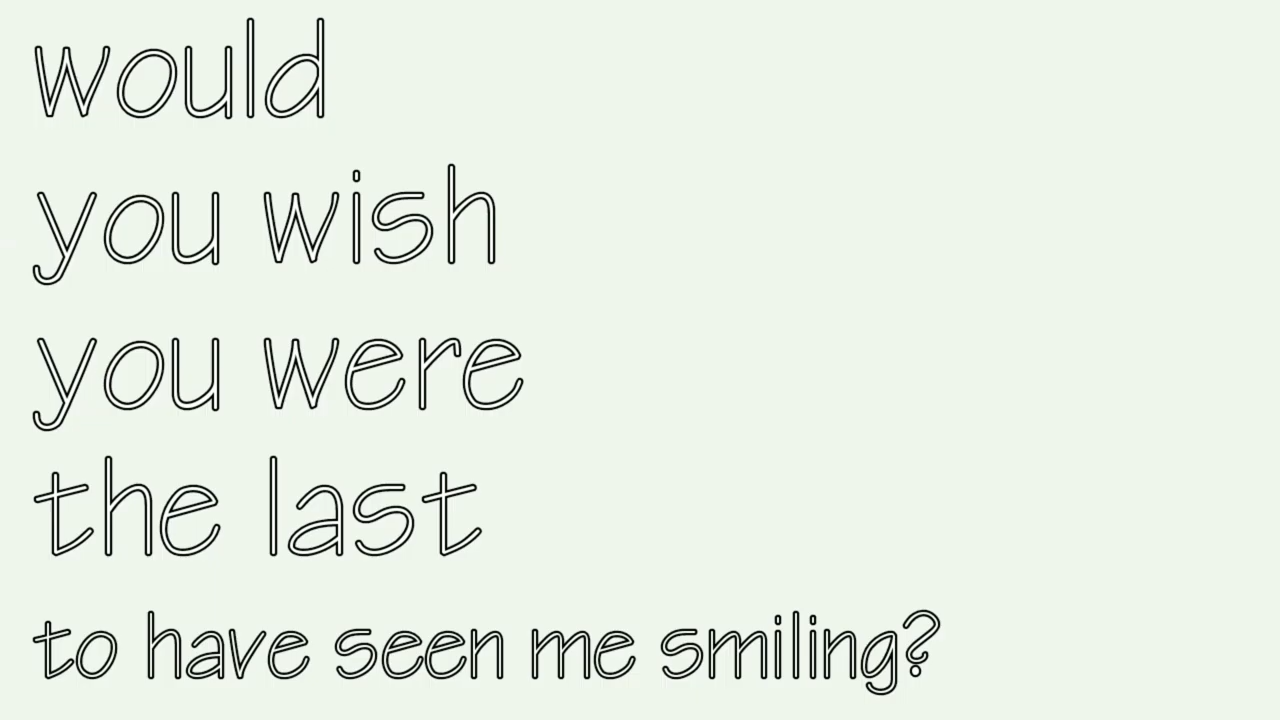 would
you wish
you were
the last
to have seen me smiling?